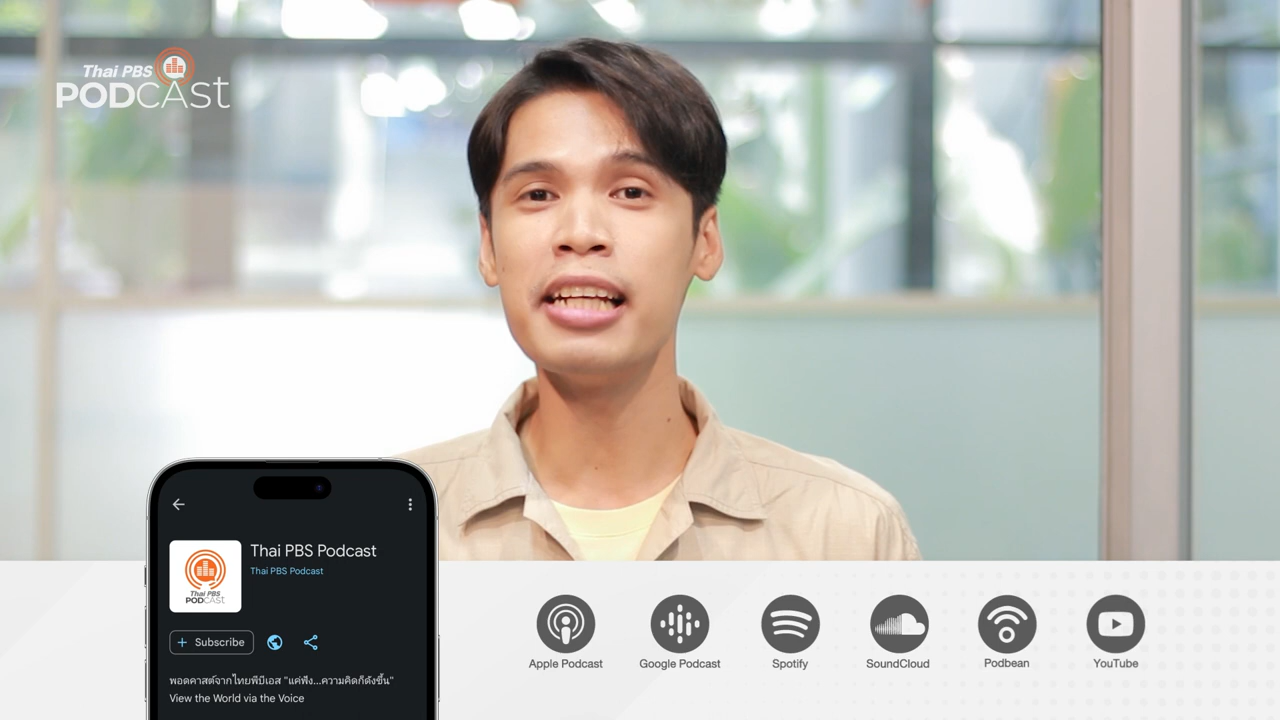 Thai PBS
PODCAST
Thai PBS Podcast
Thai PBS Podcast
Thai PBS
PODCAST
+ Subscribe
พอดคาสต์จากไทยพีบีเอส "แค่ฟัง...ความคิดก็ดังขึ้น"
View the World via the Voice
Apple Podcast
Google Podcast
Spotify
SoundCloud
Podbean
YouTube